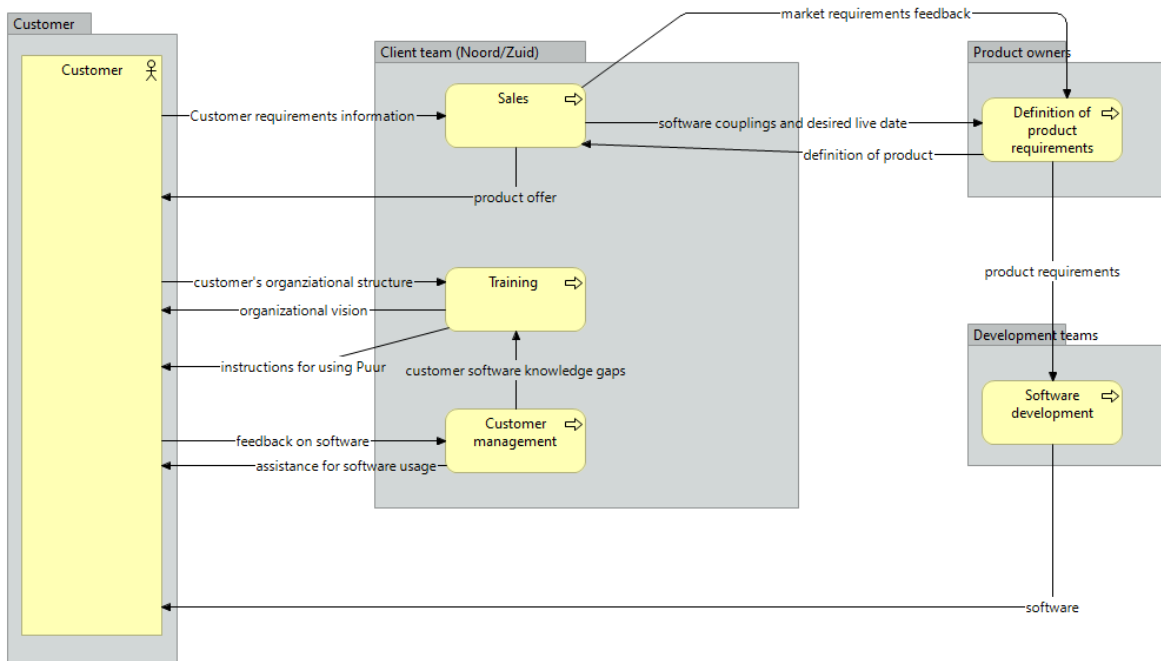 market requirements feedback
Customer
Client team (Noord/Zuid)
Product owners
Customer
Sales
Definition of
product
requirements
Customer requirements information
software couplings and desired live date
definition of product
product offer
product requirements
customer's organziational structure
Training
organizational vision
instructions for using Puur
customer software knowledge gaps
Development teams
Software
development
Customer
management
feedback on software
assistance for software usage
software